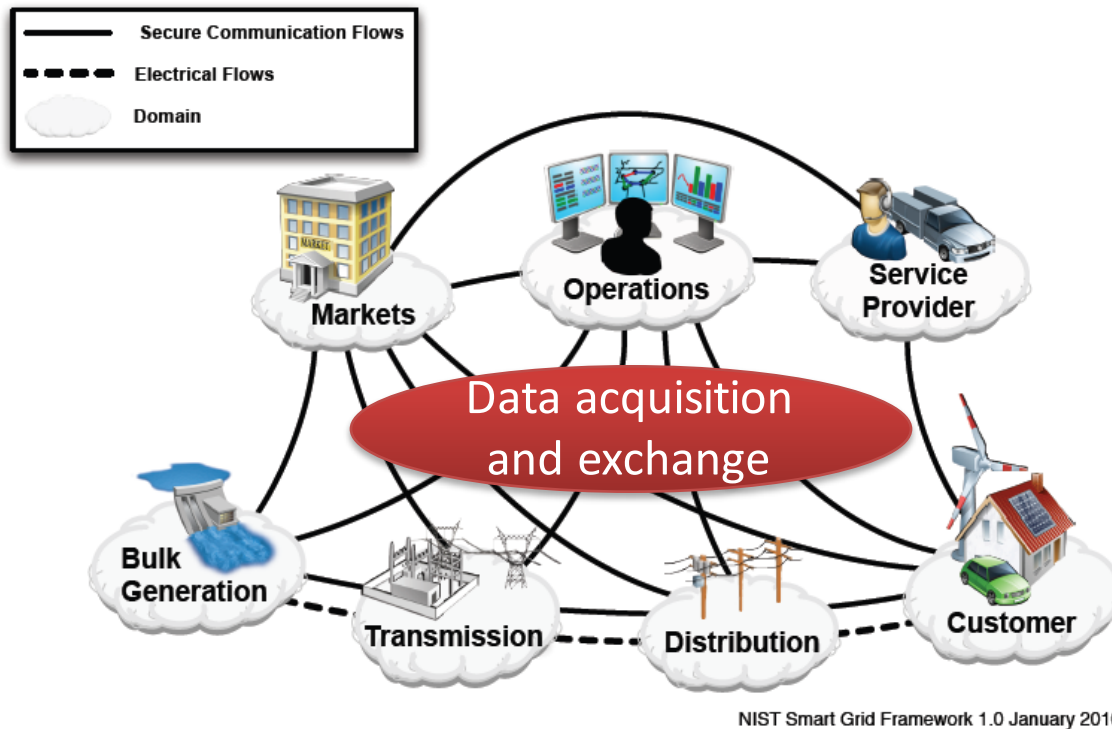 Secure Communication Flows
Electrical Flows
Domain
MARKET
Markets
Operations
Service
Provider
Data acquisition
and exchange
Bulk
Generation
Transmission
Distribution
Customer
NIST Smart Grid Framework 1.0 January 2010